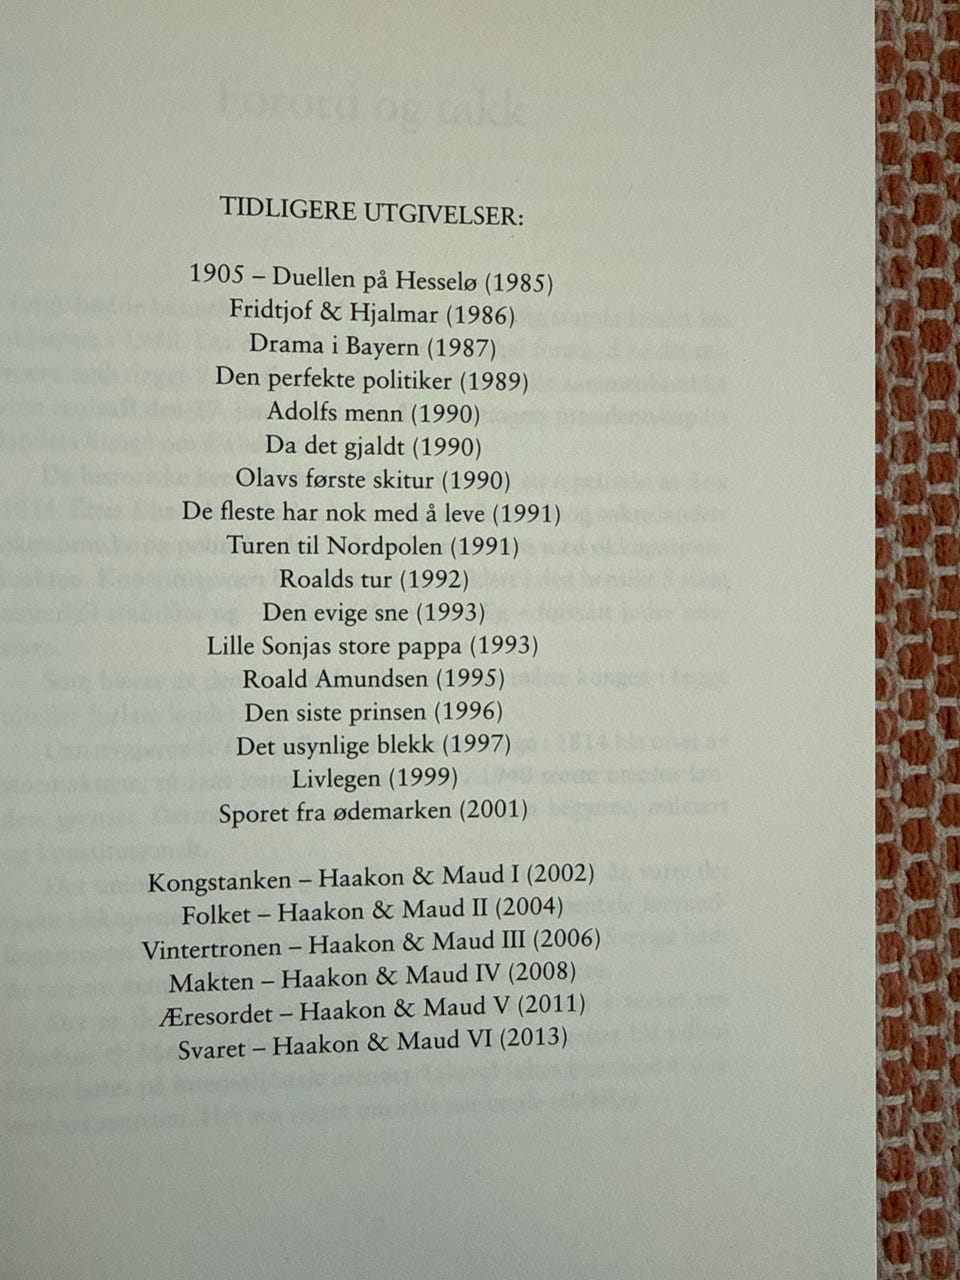 Forord og takk
TIDLIGERE UTGIVELSER:
1905 – Duellen på Hesselø (1985)
Fridtjof & Hjalmar (1986)
Drama i Bayern (1987)
Den perfekte politiker (1989)
Adolfs menn (1990)
Da det gjaldt (1990)
Olavs første skitur (1990)
De fleste har nok med å leve (1991)
Turen til Nordpolen (1991)
Roalds tur (1992)
Den evige sne (1993)
Lille Sonjas store pappa (1993)
Roald Amundsen (1995)
Den siste prinsen (1996)
Det usynlige blekk (1997)
Livlegen (1999)
Sporet fra ødemarken (2001)
Kongstanken – Haakon & Maud I (2002)
Folket – Haakon & Maud II (2004)
Vintertronen – Haakon & Maud III (2006)
Makten – Haakon & Maud IV (2008)
Æresordet – Haakon & Maud V (2011)
Svaret – Haakon & Maud VI (2013)